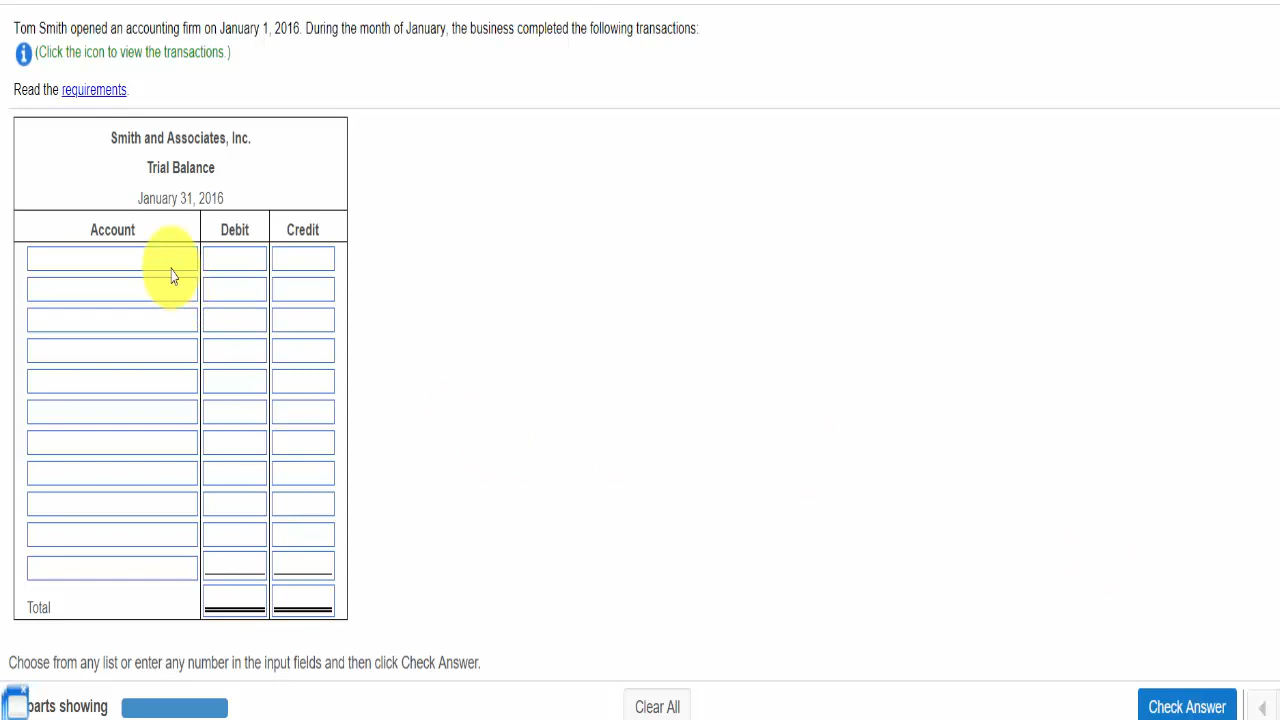 Tom Smith opened an accounting firm on January 1, 2016. During the month of January, the business completed the following transactions:
(Click the icon to view the transactions.)
Read the requirements.
Smith and Associates, Inc.
Trial Balance
January 31, 2016
Account Debit Credit
Total
Choose from any list or enter any number in the input fields and then click Check Answer.
parts showing Clear All Check Answer